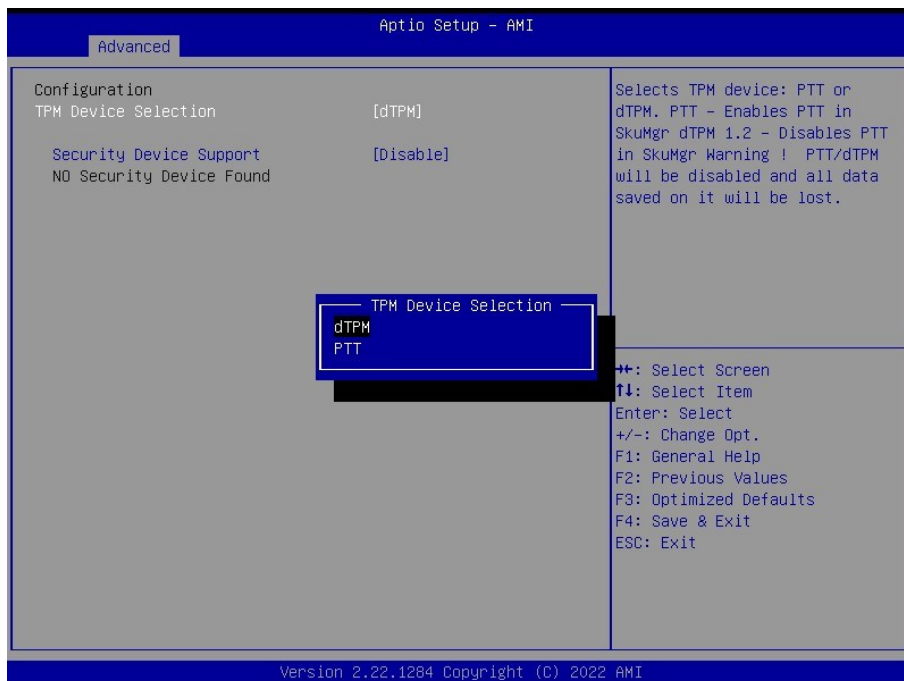 Aptio Setup – AMI
Advanced
Configuration
TPM Device Selection [dTPM]
Security Device Support [Disable]
NO Security Device Found
TPM Device Selection
dTPM
PTT
Selects TPM device: PTT or
dTPM. PTT – Enables PTT in
SkuMgr dTPM 1.2 – Disables PTT
in SkuMgr Warning ! PTT/dTPM
will be disabled and all data
saved on it will be lost.
→←: Select Screen
↑↓: Select Item
Enter: Select
+/-: Change Opt.
F1: General Help
F2: Previous Values
F3: Optimized Defaults
F4: Save & Exit
ESC: Exit
Version 2.22.1284 Copyright (C) 2022 AMI